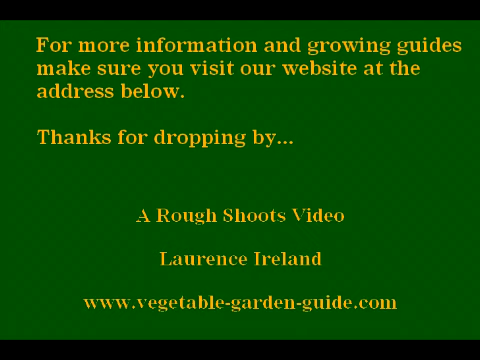 For more information and growing guides
make sure you visit our website at the
address below.
Thanks for dropping by...
A Rough Shoots Video
Laurence Ireland
www.vegetable-garden-guide.com